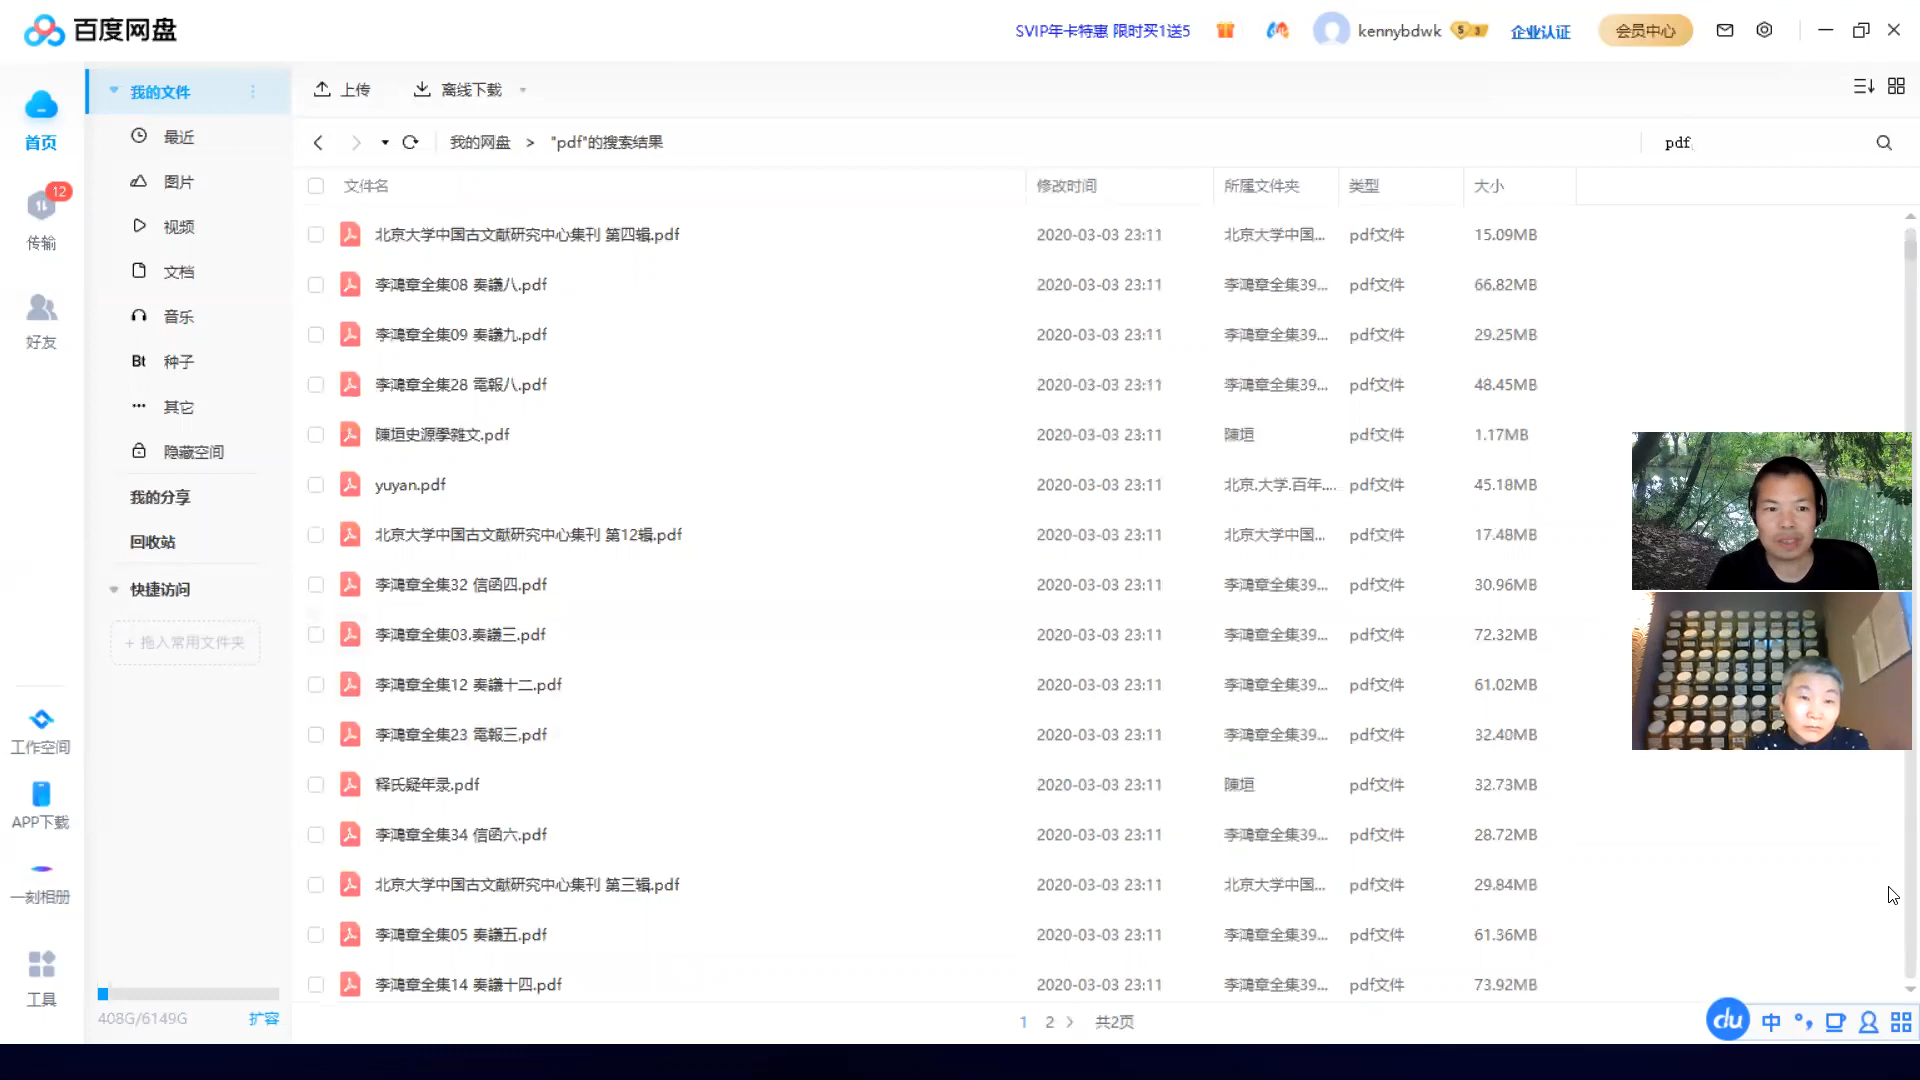 百度网盘
SVIP年卡特惠 限时买1送5
kennybdwk
企业认证
会员中心
首页
12
传输
好友
工作空间
APP下载
一刻相册
工具
我的文件
最近
图片
视频
文档
音乐
Bt 种子
其它
隐藏空间
我的分享
回收站
快捷访问
+ 拖入常用文件夹
408G/6149G 扩容
上传 离线下载
我的网盘 > "pdf"的搜索结果
pdf
文件名 修改时间 所属文件夹 类型 大小
北京大学中国古文献研究中心集刊 第四辑.pdf 2020-03-03 23:11 北京大学中国... pdf文件 15.09MB
李鴻章全集08 奏議八.pdf 2020-03-03 23:11 李鴻章全集39... pdf文件 66.82MB
李鴻章全集09 奏議九.pdf 2020-03-03 23:11 李鴻章全集39... pdf文件 29.25MB
李鴻章全集28 電報八.pdf 2020-03-03 23:11 李鴻章全集39... pdf文件 48.45MB
陳垣史源學雜文.pdf 2020-03-03 23:11 陳垣 pdf文件 1.17MB
yuyan.pdf 2020-03-03 23:11 北京.大学.百年.... pdf文件 45.18MB
北京大学中国古文献研究中心集刊 第12辑.pdf 2020-03-03 23:11 北京大学中国... pdf文件 17.48MB
李鴻章全集32 信函四.pdf 2020-03-03 23:11 李鴻章全集39... pdf文件 30.96MB
李鴻章全集03.奏議三.pdf 2020-03-03 23:11 李鴻章全集39... pdf文件 72.32MB
李鴻章全集12 奏議十二.pdf 2020-03-03 23:11 李鴻章全集39... pdf文件 61.02MB
李鴻章全集23 電報三.pdf 2020-03-03 23:11 李鴻章全集39... pdf文件 32.40MB
释氏疑年录.pdf 2020-03-03 23:11 陳垣 pdf文件 32.73MB
李鴻章全集34 信函六.pdf 2020-03-03 23:11 李鴻章全集39... pdf文件 28.72MB
北京大学中国古文献研究中心集刊 第三辑.pdf 2020-03-03 23:11 北京大学中国... pdf文件 29.84MB
李鴻章全集05 奏議五.pdf 2020-03-03 23:11 李鴻章全集39... pdf文件 61.36MB
李鴻章全集14 奏議十四.pdf 2020-03-03 23:11 李鴻章全集39... pdf文件 73.92MB
1 2 > 共2页
du 中